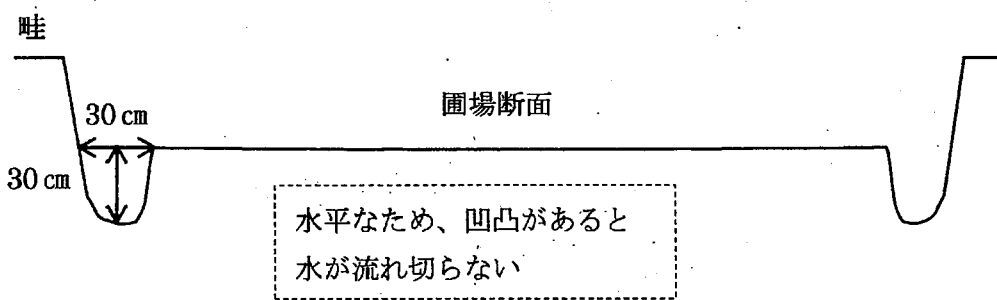 畦
30 cm
圃場断面
30 cm
水平なため、凹凸があると
水が流れ切らない